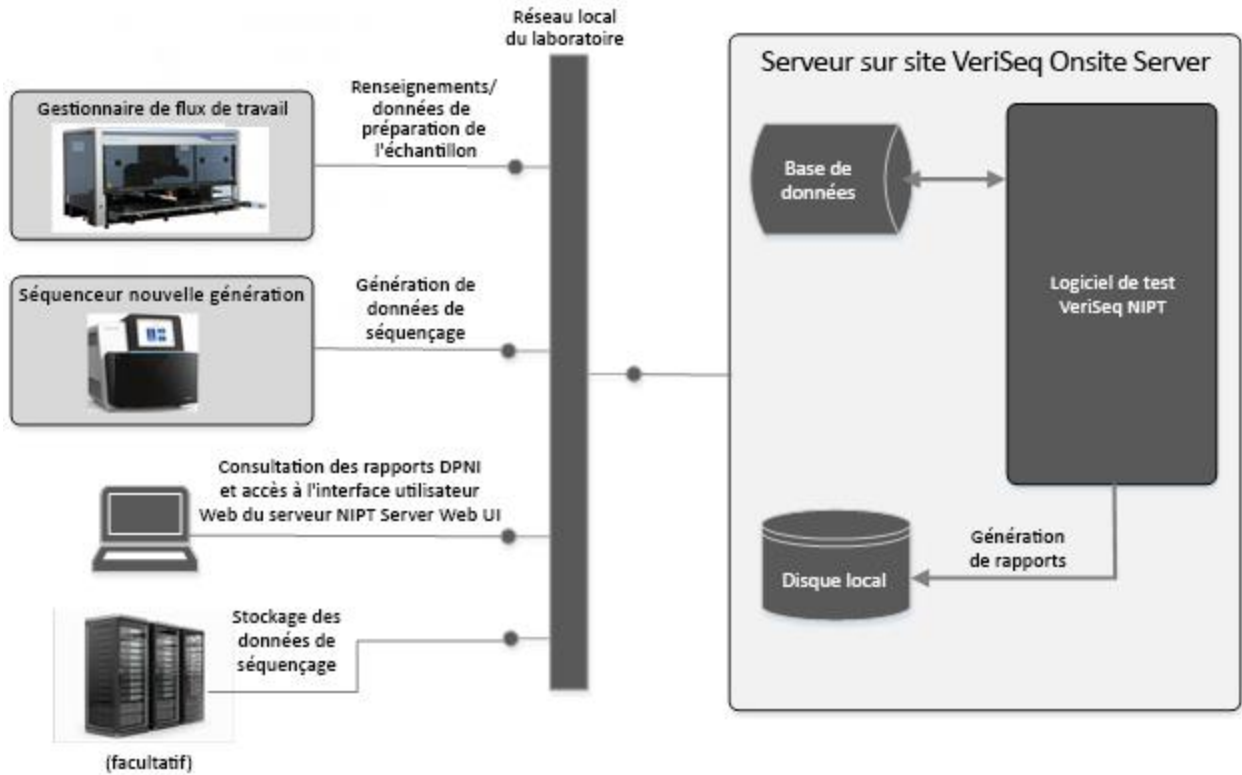 Réseau local
du laboratoire
Gestionnaire de flux de travail
Renseignements/
données de
préparation de
l'échantillon
Séquenceur nouvelle génération
Génération de
données de
séquençage
Consultation des rapports DPNI
et accès à l'interface utilisateur
Web du serveur NIPT Server Web UI
Stockage des
données de
séquençage
(facultatif)
Serveur sur site VeriSeq Onsite Server
Base de
données
Logiciel de test
VeriSeq NIPT
Génération
de rapports
Disque local